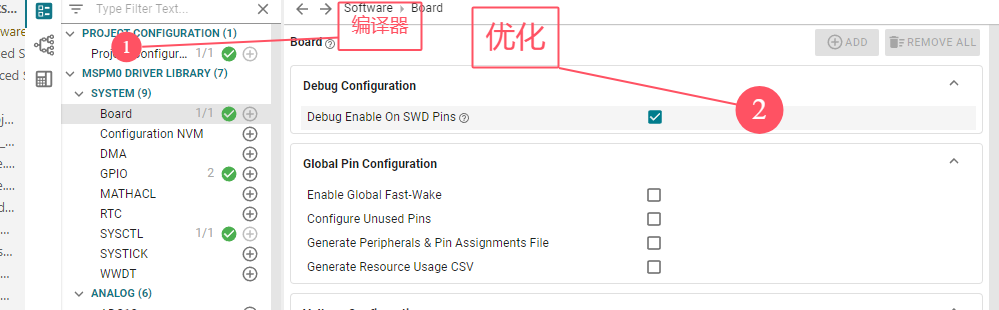 Type Filter Text...
Software > Board
编译器
优化
PROJECT CONFIGURATION (1)
1
Project Configur... 1/1
Board
ADD
REMOVE ALL
MSPM0 DRIVER LIBRARY (7)
SYSTEM (9)
Debug Configuration
2
Board 1/1
Debug Enable On SWD Pins
Configuration NVM
DMA
Global Pin Configuration
GPIO 2
MATHACL
Enable Global Fast-Wake
RTC
Configure Unused Pins
SYSCTL 1/1
Generate Peripherals & Pin Assignments File
SYSTICK
Generate Resource Usage CSV
WWDT
ANALOG (6)